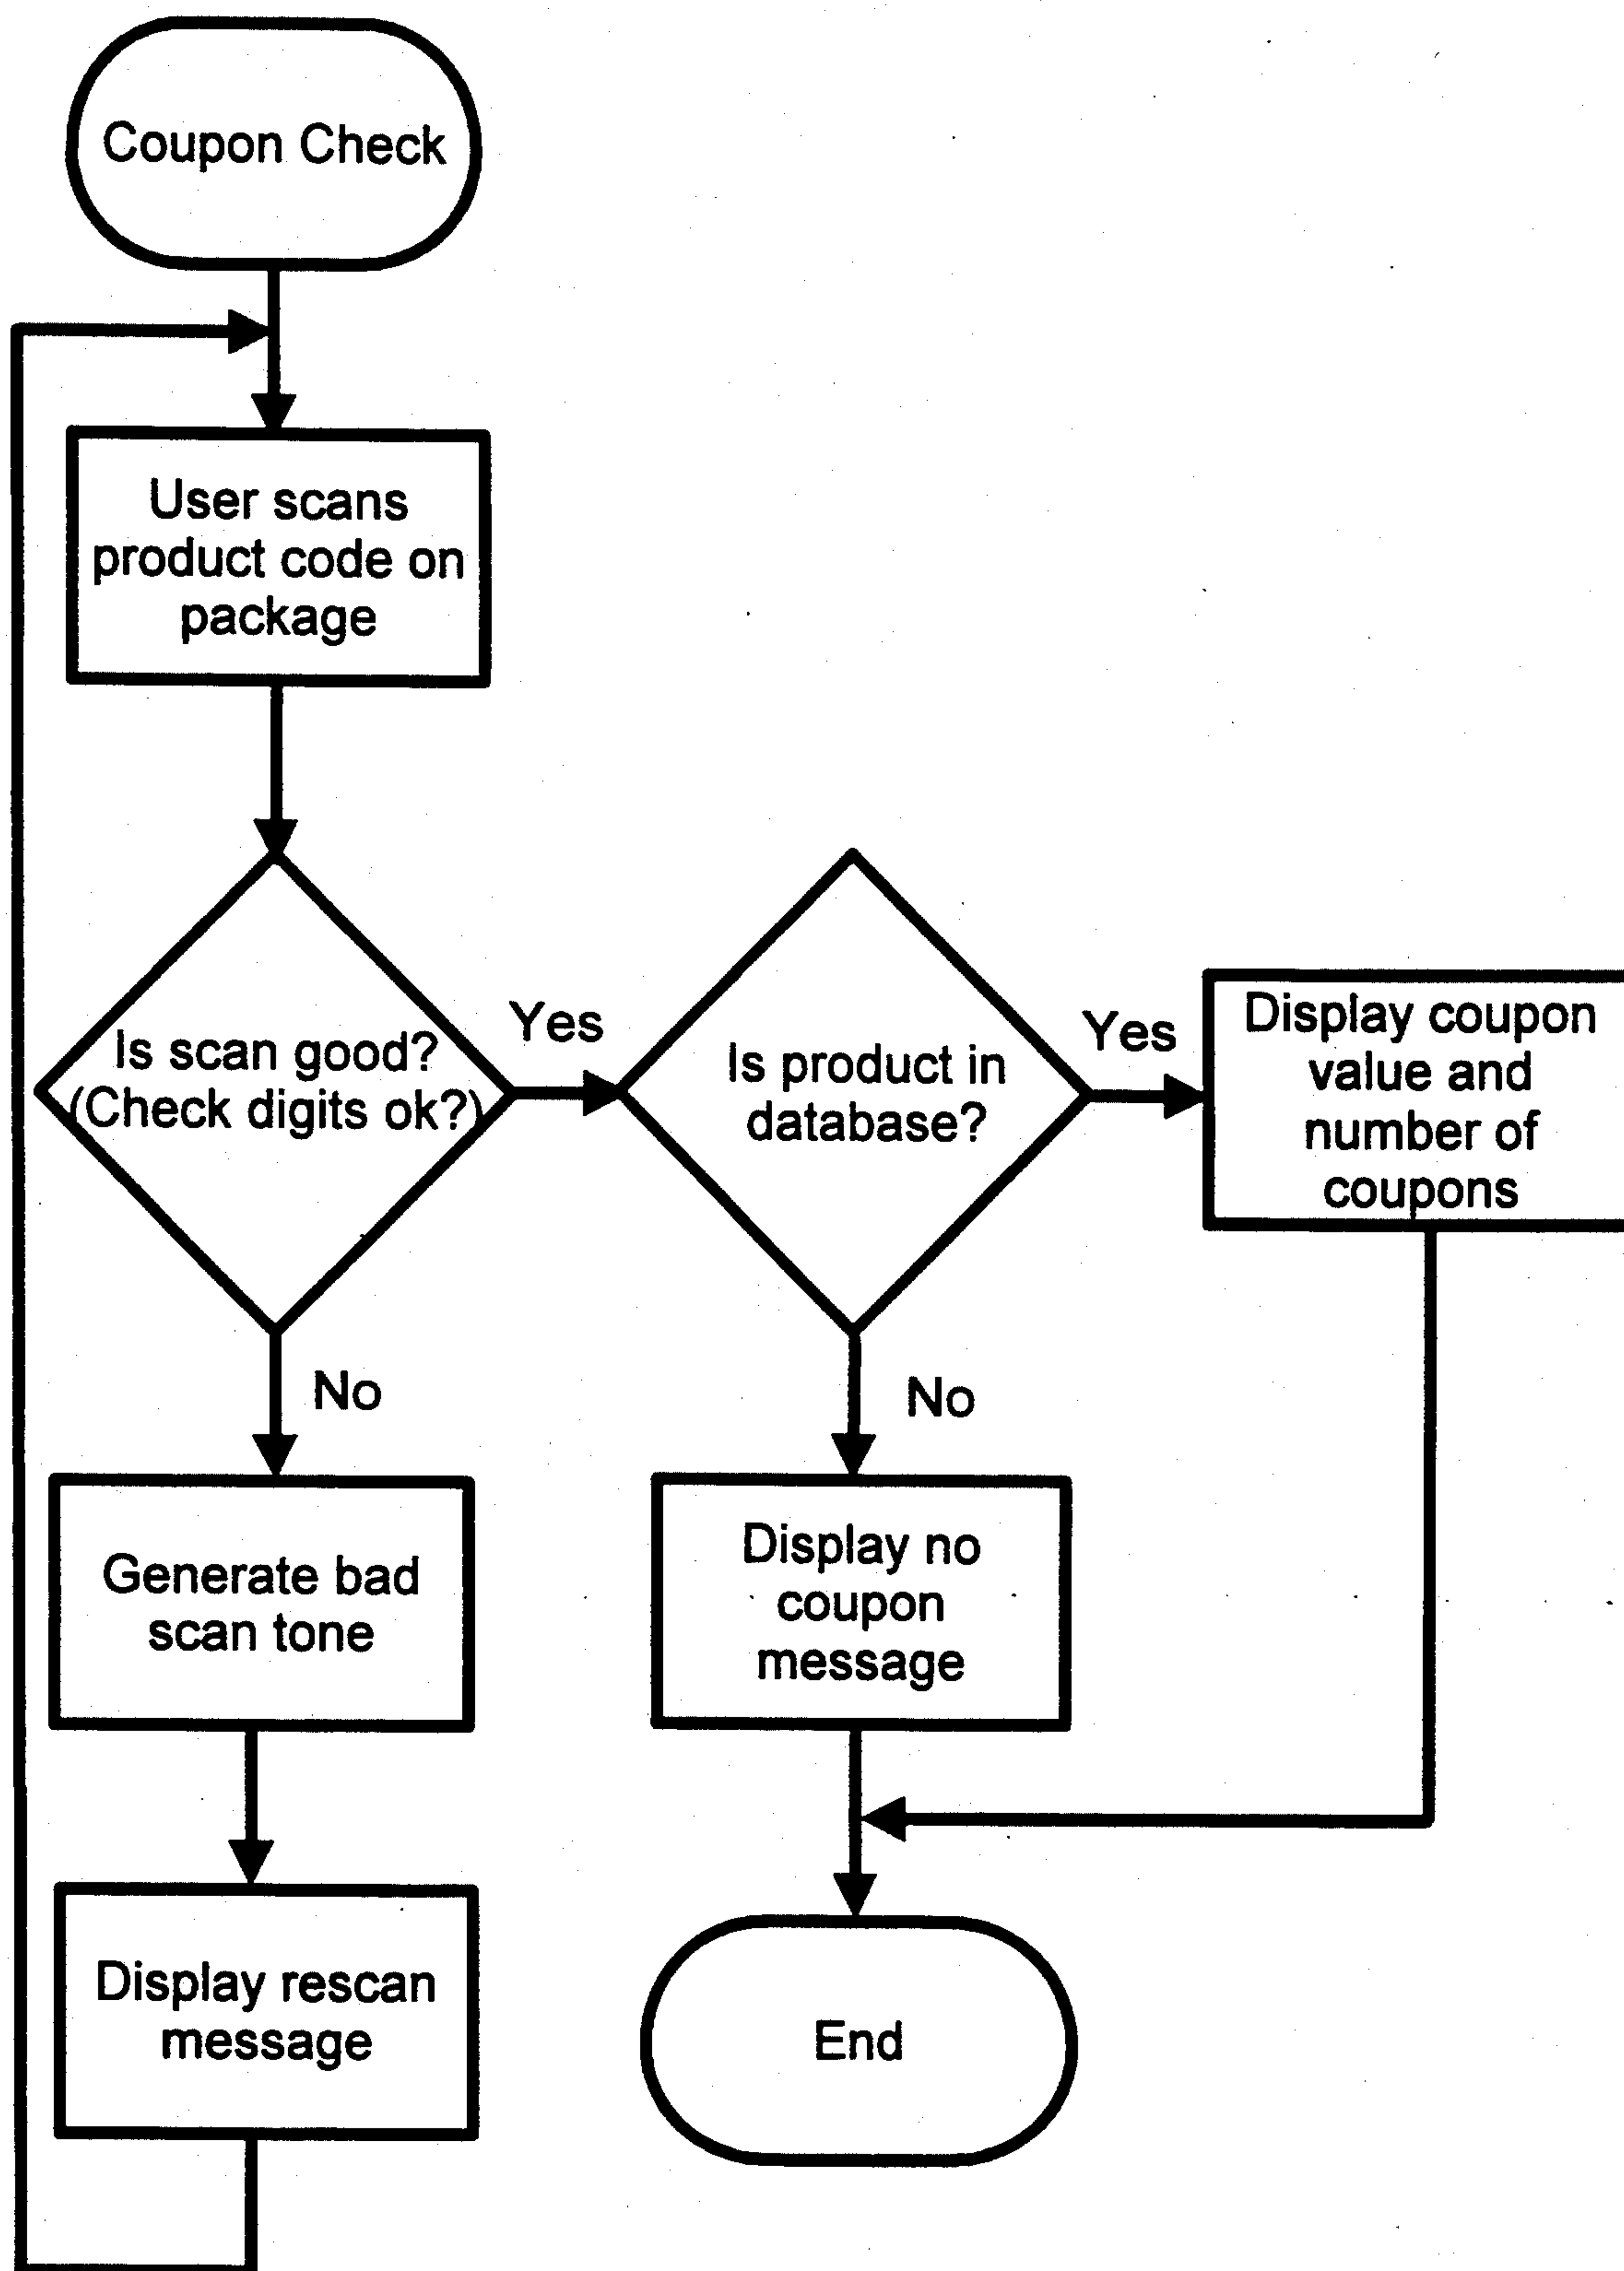 Coupon Check
User scans
product code on
package
Is scan good?
(Check digits ok?)
Yes
Is product in
database?
Yes
Display coupon
value and
number of
coupons
No
No
Generate bad
scan tone
Display no
coupon
message
Display rescan
message
End